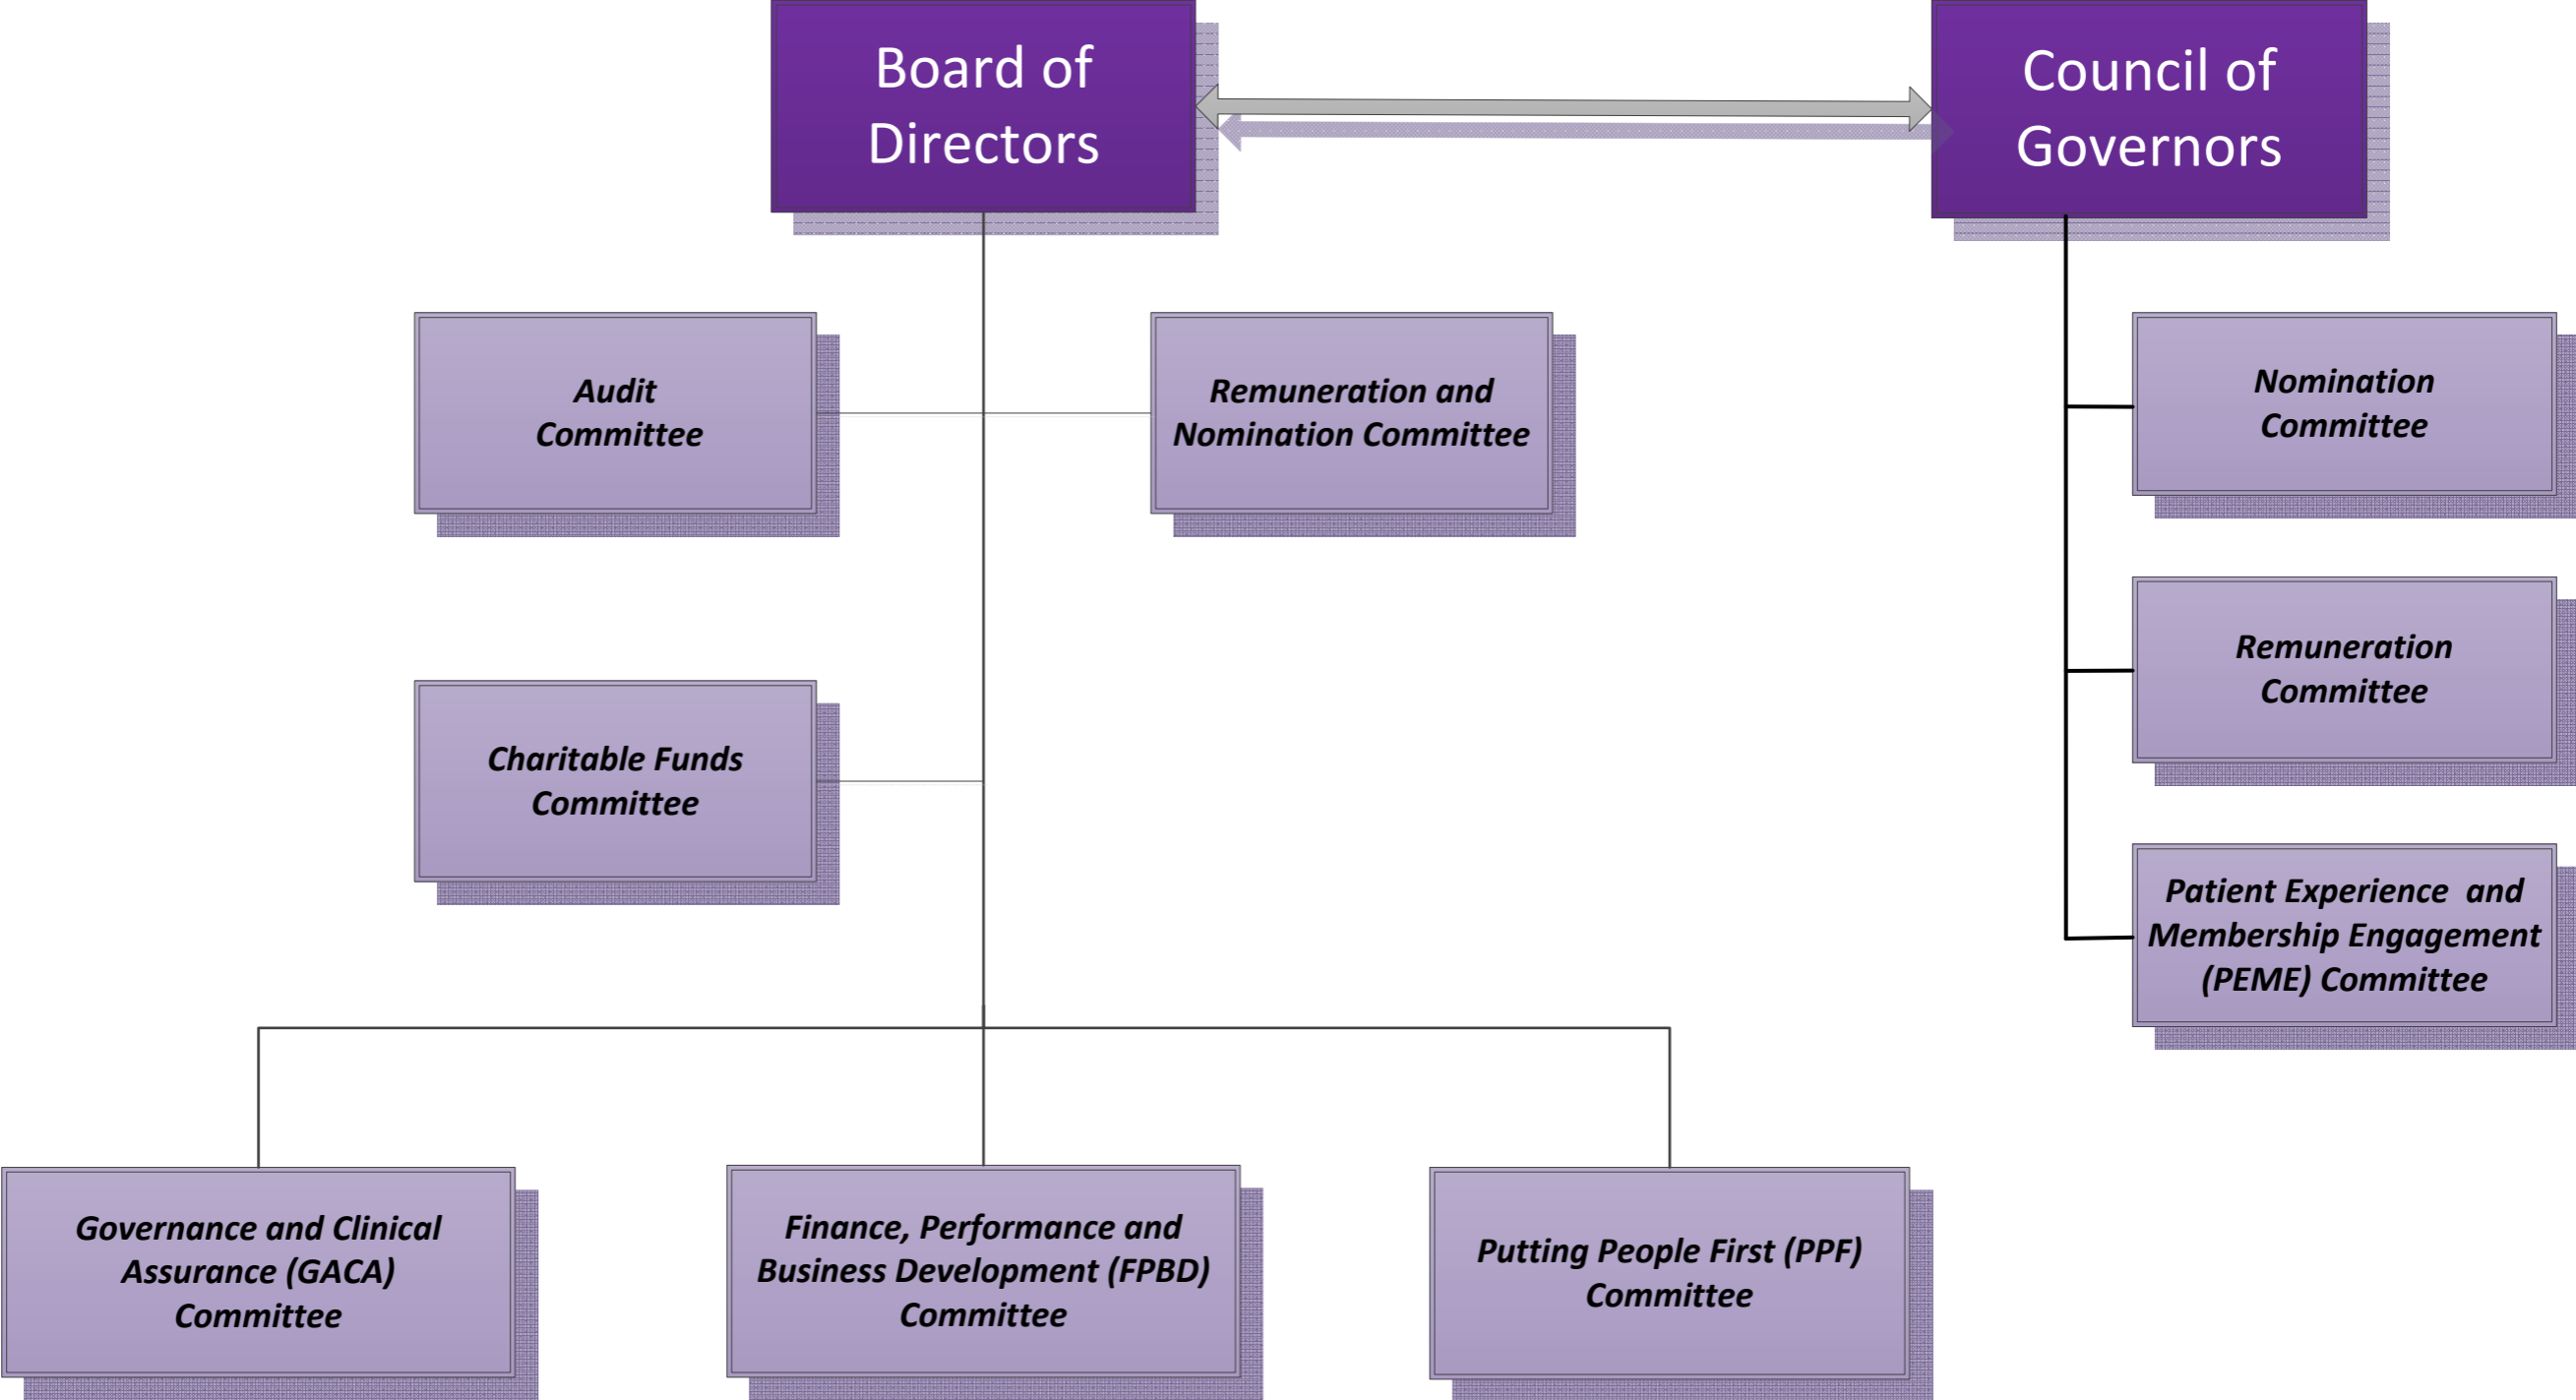 Board of
Directors
Council of
Governors
Audit
Committee
Remuneration and
Nomination Committee
Nomination
Committee
Charitable Funds
Committee
Remuneration
Committee
Patient Experience and
Membership Engagement
(PEME) Committee
Governance and Clinical
Assurance (GACA)
Committee
Finance, Performance and
Business Development (FPBD)
Committee
Putting People First (PPF)
Committee